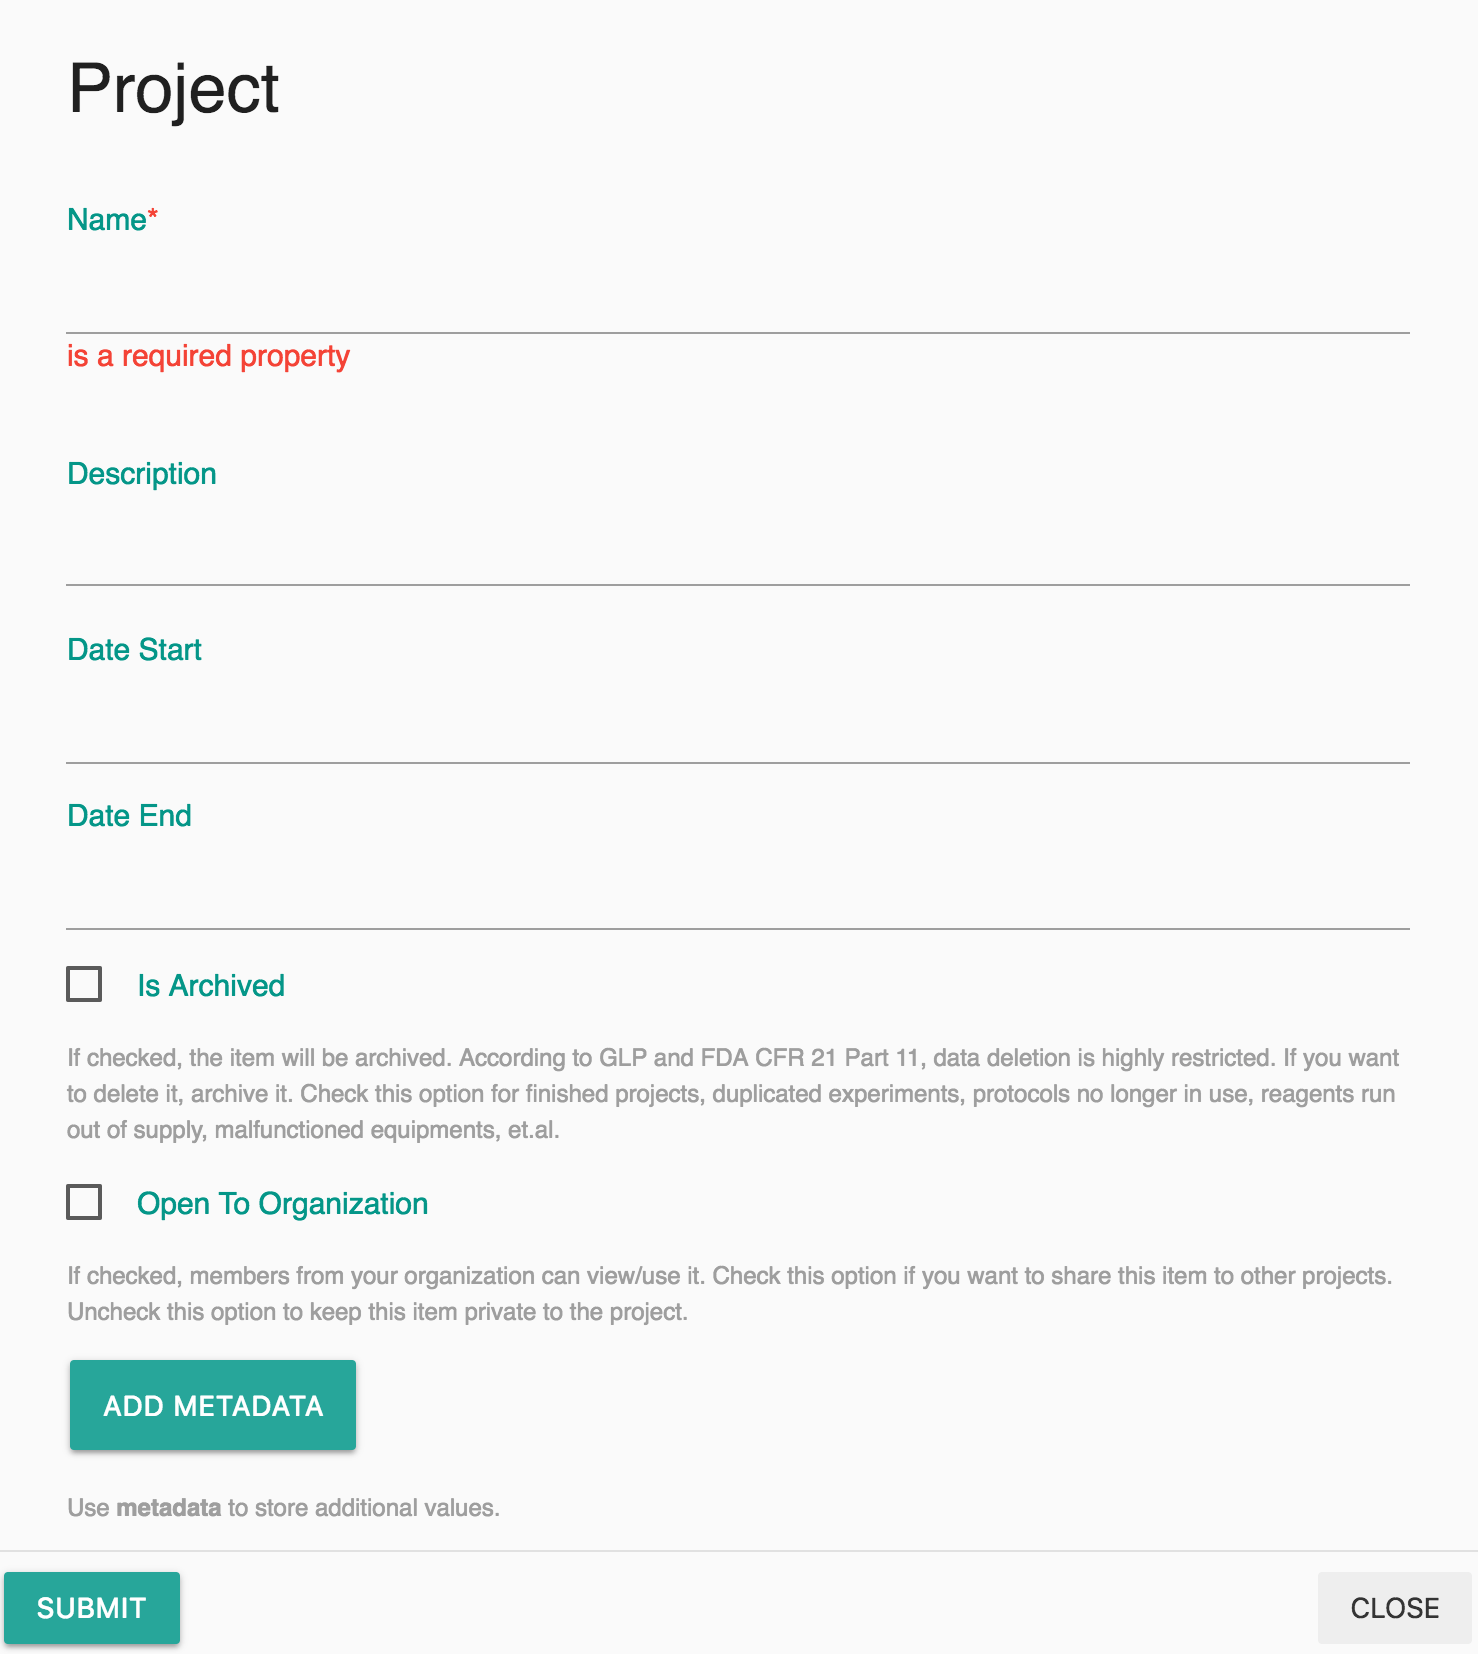 Project
Name*
is a required property
Description
Date Start
Date End
Is Archived
If checked, the item will be archived. According to GLP and FDA CFR 21 Part 11, data deletion is highly restricted. If you want
to delete it, archive it. Check this option for finished projects, duplicated experiments, protocols no longer in use, reagents run
out of supply, malfunctioned equipments, et.al.
Open To Organization
If checked, members from your organization can view/use it. Check this option if you want to share this item to other projects.
Uncheck this option to keep this item private to the project.
ADD METADATA
Use metadata to store additional values.
SUBMIT
CLOSE